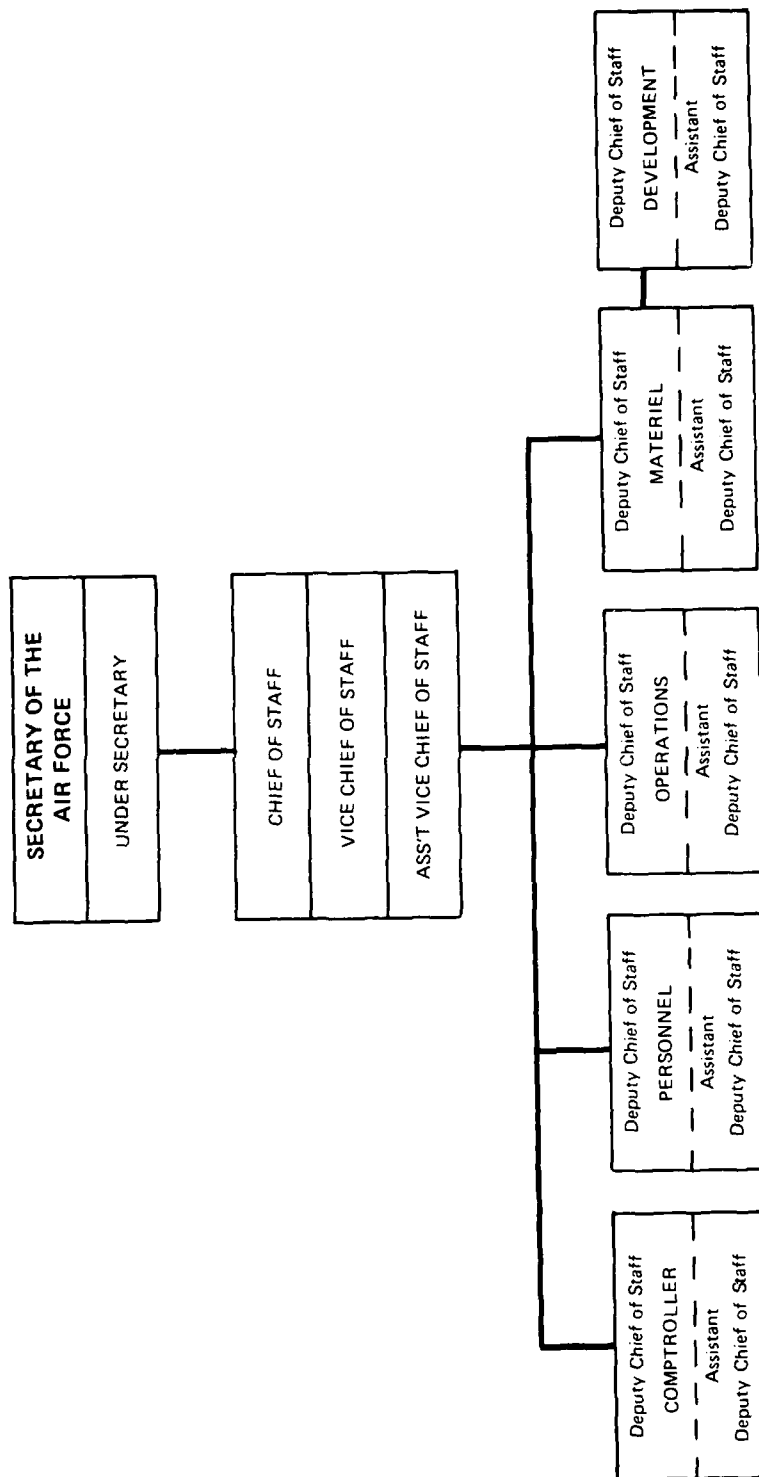 SECRETARY OF THE
AIR FORCE
UNDER SECRETARY
CHIEF OF STAFF
VICE CHIEF OF STAFF
ASS'T VICE CHIEF OF STAFF
Deputy Chief of Staff
COMPTROLLER
Assistant
Deputy Chief of Staff
Deputy Chief of Staff
PERSONNEL
Assistant
Deputy Chief of Staff
Deputy Chief of Staff
OPERATIONS
Assistant
Deputy Chief of Staff
Deputy Chief of Staff
MATERIEL
Assistant
Deputy Chief of Staff
Deputy Chief of Staff
DEVELOPMENT
Assistant
Deputy Chief of Staff